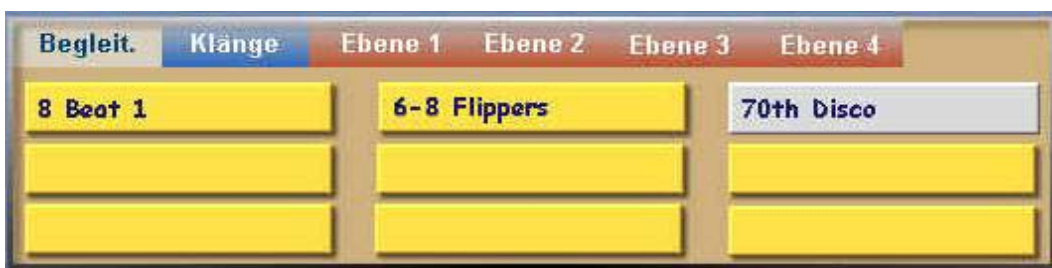 Begleit. Klänge Ebene 1 Ebene 2 Ebene 3 Ebene 4
8 Beat 1 6-8 Flippers 70th Disco